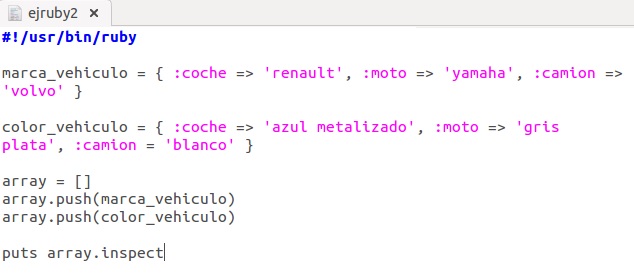 ejruby2
#!/usr/bin/ruby
marca_vehiculo = { :coche => 'renault', :moto => 'yamaha', :camion =>
'volvo' }
color_vehiculo = { :coche => 'azul metalizado', :moto => 'gris
plata', :camion = 'blanco' }
array = []
array.push(marca_vehiculo)
array.push(color_vehiculo)
puts array.inspect